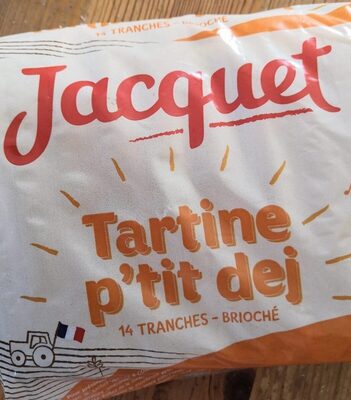 14 TRANCHES - BRIOCHÉ
Jacquet
Tartine
p'tit dej
14 TRANCHES - BRIOCHÉ